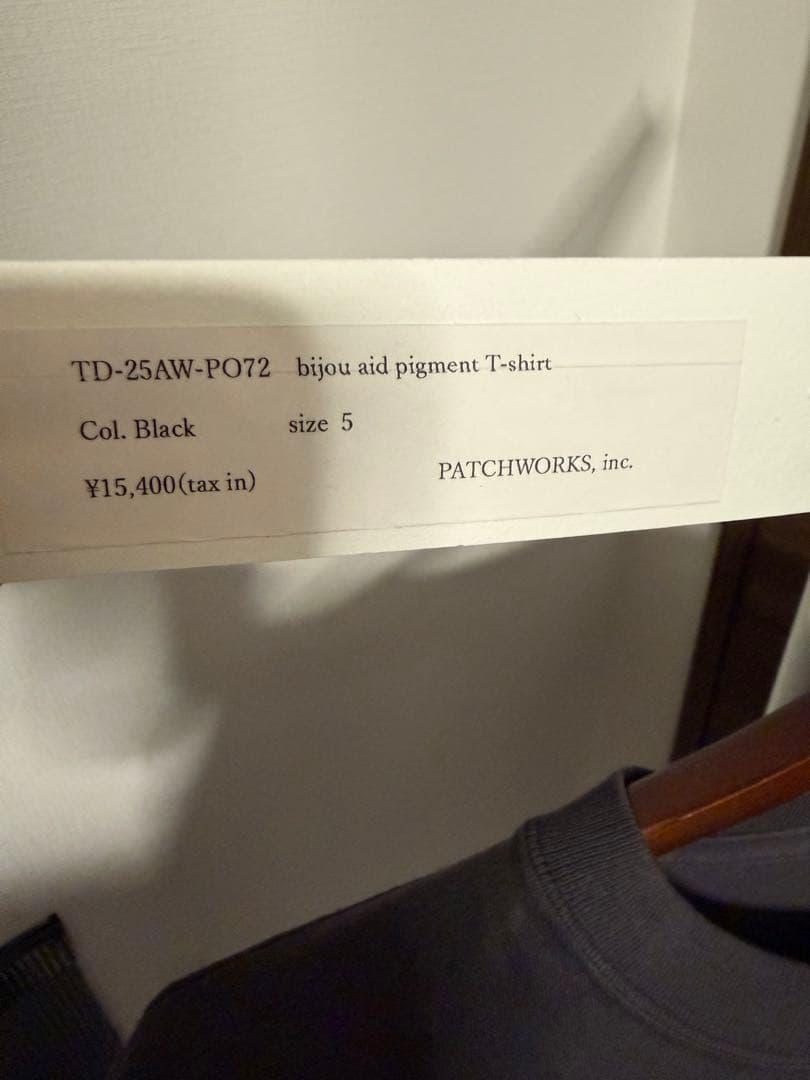 TD-25AW-PO72 bijou aid pigment T-shirt
Col. Black size 5
¥15,400(tax in) PATCHWORKS, inc.